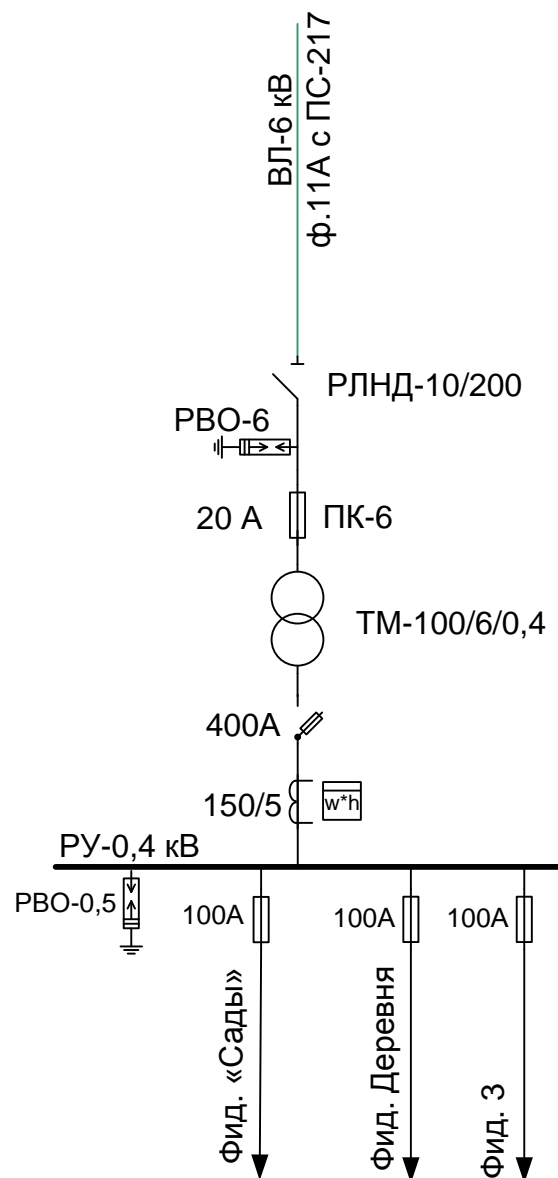 ВЛ-6 кВ
ф.11А с ПС-217
РЛНД-10/200
РВО-6
20 А
ПК-6
ТМ-100/6/0,4
400А
150/5
w*h
РУ-0,4 кВ
РВО-0,5
100А
100А
100А
Фид. «Сады»
Фид. Деревня
Фид. 3